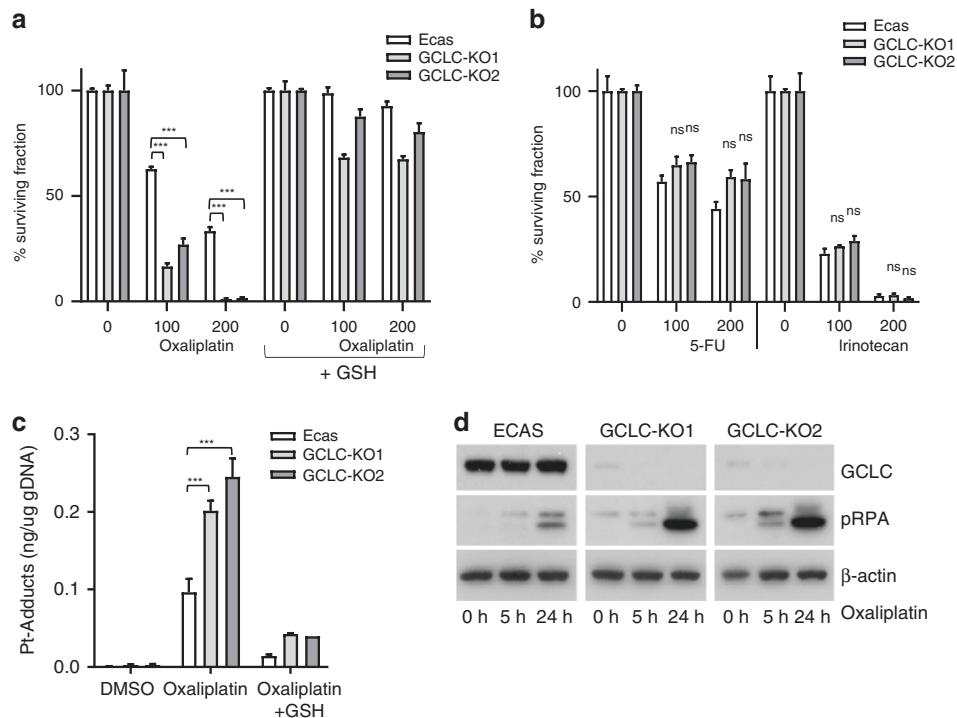 a
Ecas
GCLC-KO1
GCLC-KO2
% surviving fraction
100
50
0
***
***
***
***
0 100 200 0 100 200
Oxaliplatin Oxaliplatin
+ GSH
b
Ecas
GCLC-KO1
GCLC-KO2
% surviving fraction
100
50
0
ns ns ns ns ns ns ns ns
0 100 200 0 100 200
5-FU Irinotecan
c
Ecas
GCLC-KO1
GCLC-KO2
Pt-Adducts (ng/ug gDNA)
0.3
0.2
0.1
0.0
***
***
DMSO Oxaliplatin Oxaliplatin
+GSH
d
ECAS GCLC-KO1 GCLC-KO2
GCLC
pRPA
β-actin
0 h 5 h 24 h 0 h 5 h 24 h 0 h 5 h 24 h Oxaliplatin